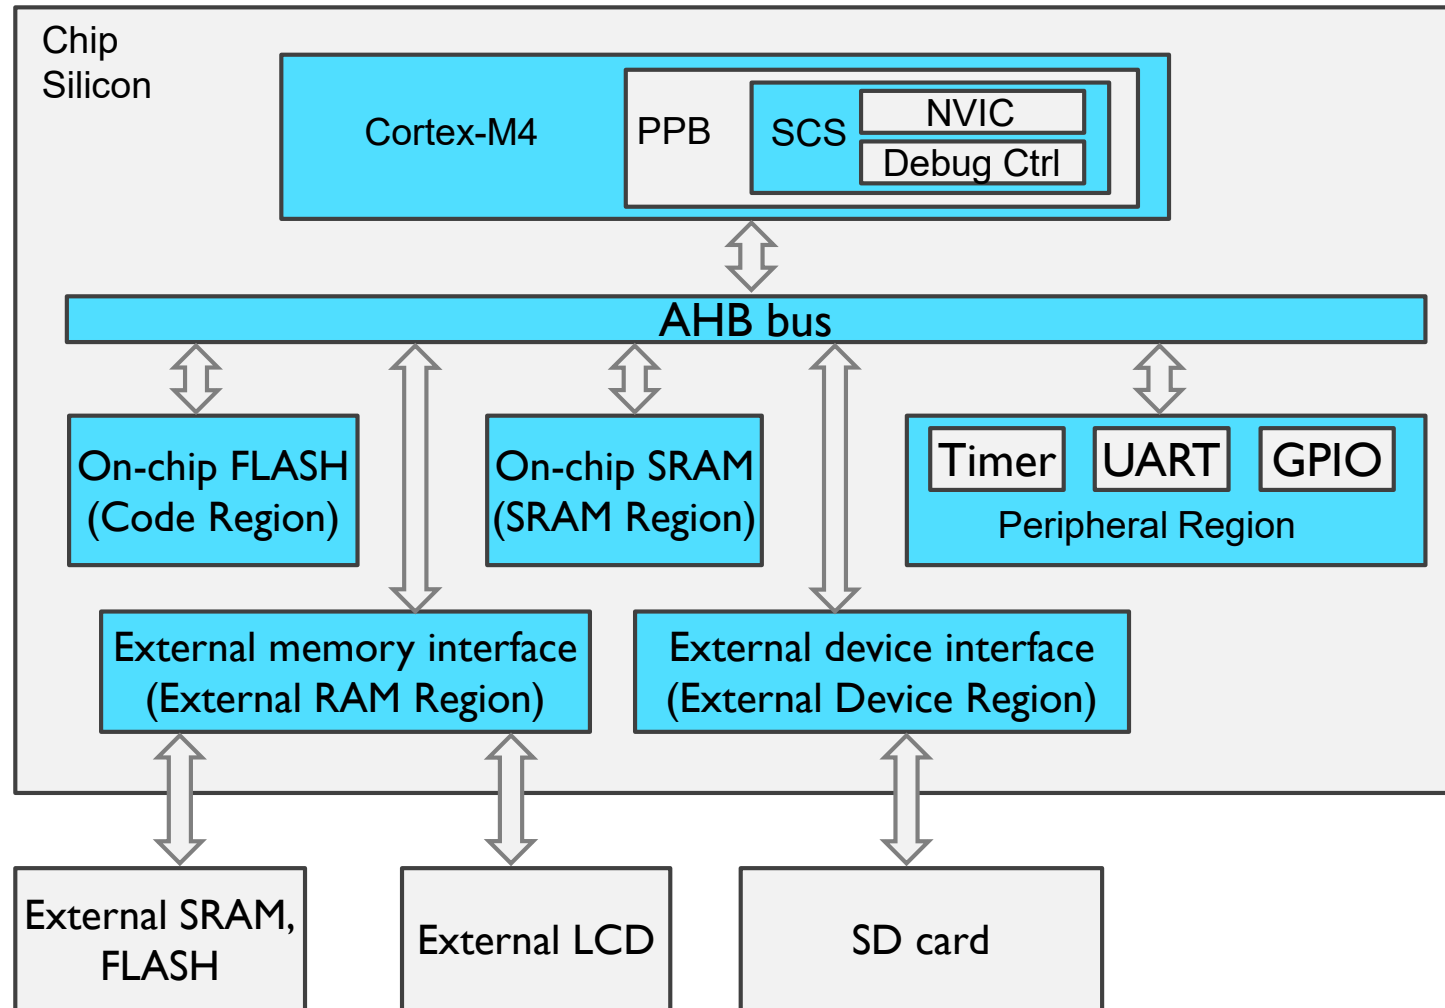 Chip
Silicon
Cortex-M4
PPB
SCS
NVIC
Debug Ctrl
AHB bus
On-chip FLASH
(Code Region)
On-chip SRAM
(SRAM Region)
Timer
UART
GPIO
Peripheral Region
External memory interface
(External RAM Region)
External device interface
(External Device Region)
External SRAM,
FLASH
External LCD
SD card